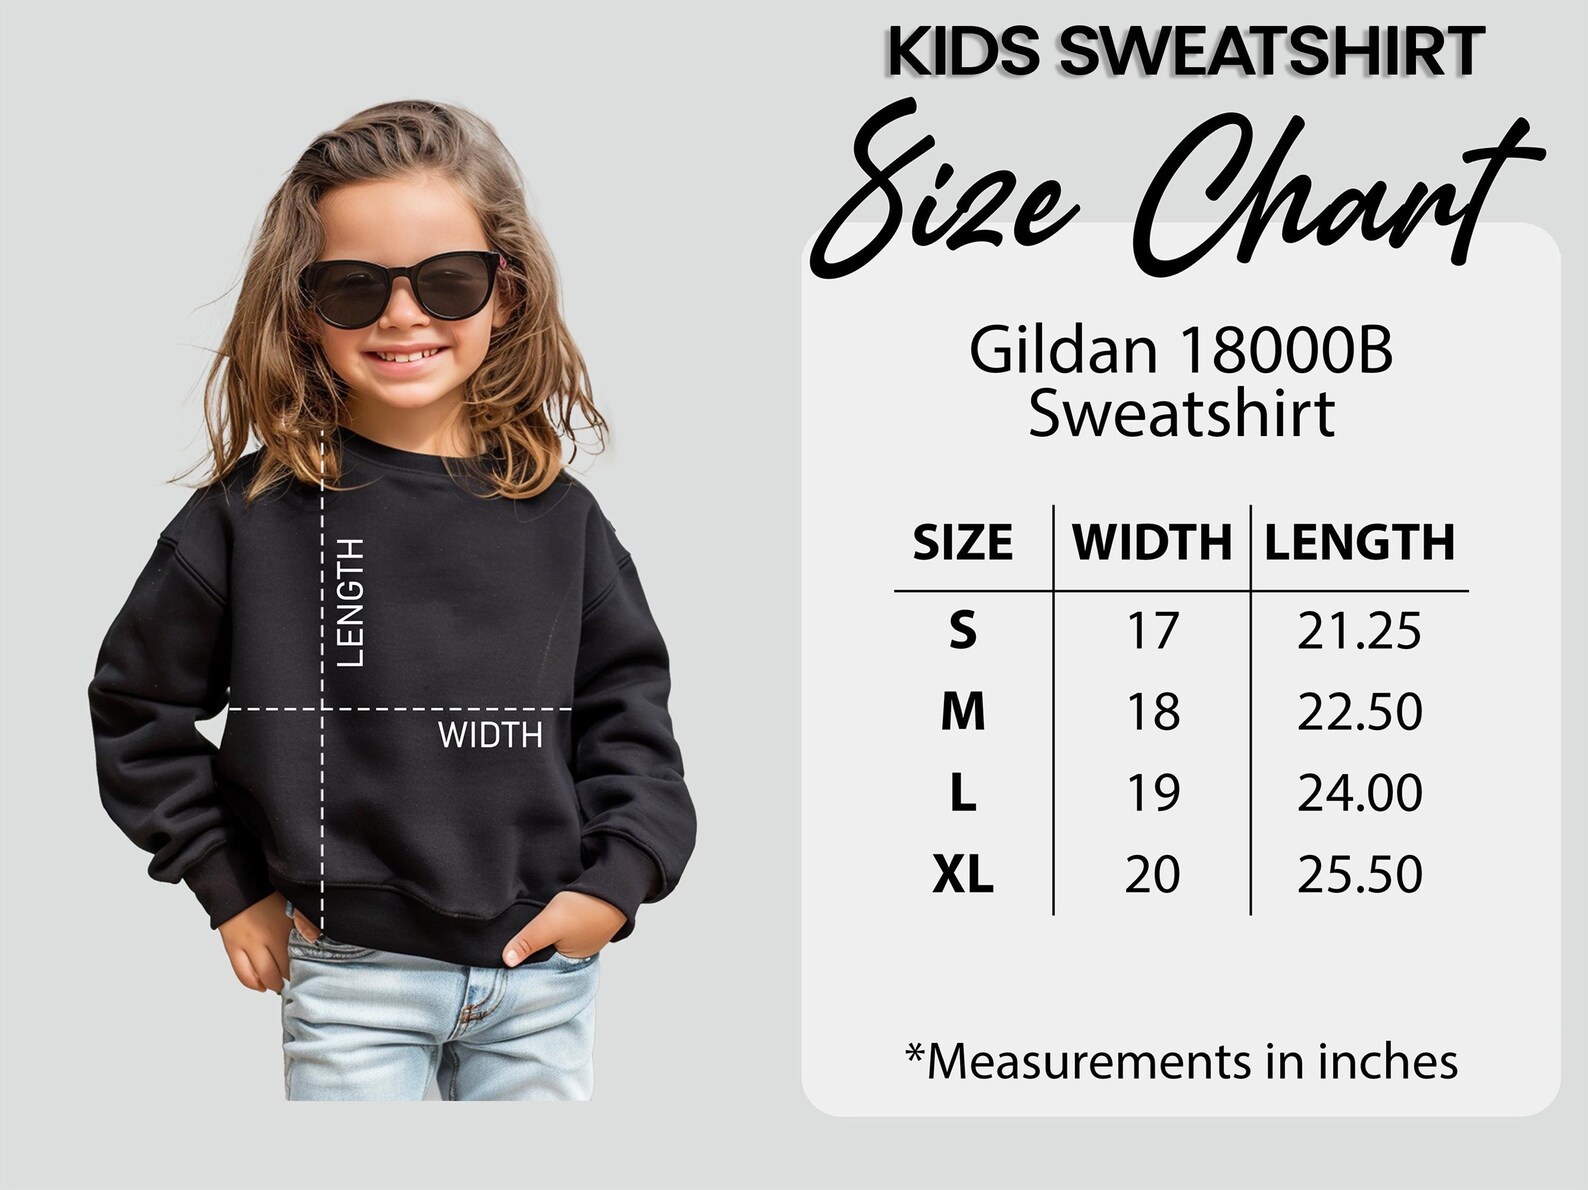 KIDS SWEATSHIRT
Size Chart
Gildan 18000B
Sweatshirt
SIZE WIDTH LENGTH
S 17 21.25
M 18 22.50
L 19 24.00
XL 20 25.50
*Measurements in inches
LENGTH
WIDTH